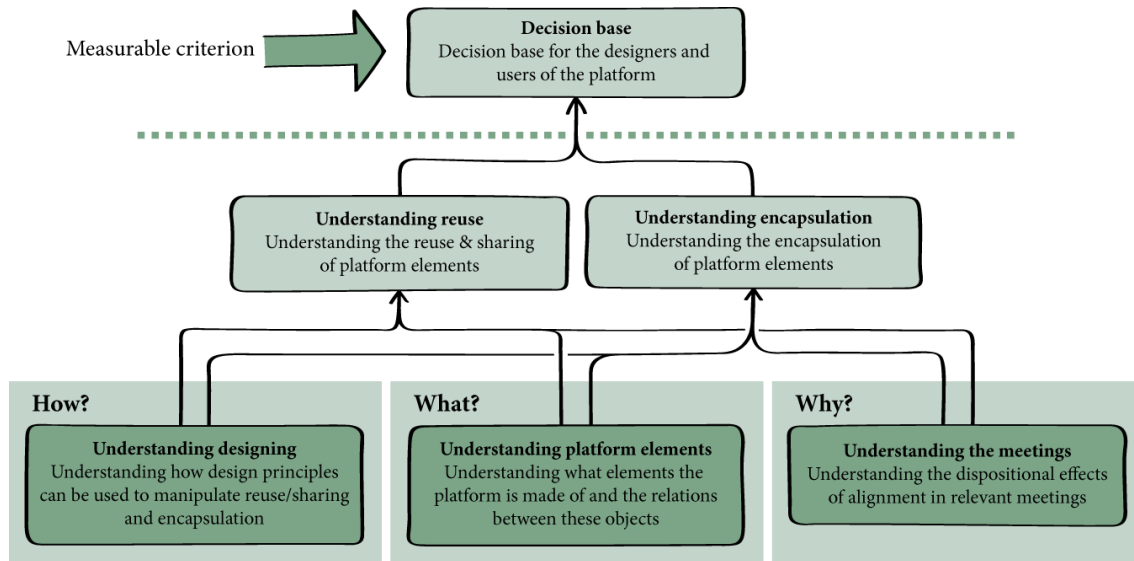 Measurable criterion
Decision base
Decision base for the designers and
users of the platform
Understanding reuse
Understanding the reuse & sharing
of platform elements
Understanding encapsulation
Understanding the encapsulation
of platform elements
How?
Understanding designing
Understanding how design principles
can be used to manipulate reuse/sharing
and encapsulation
What?
Understanding platform elements
Understanding what elements the
platform is made of and the relations
between these objects
Why?
Understanding the meetings
Understanding the dispositional effects
of alignment in relevant meetings